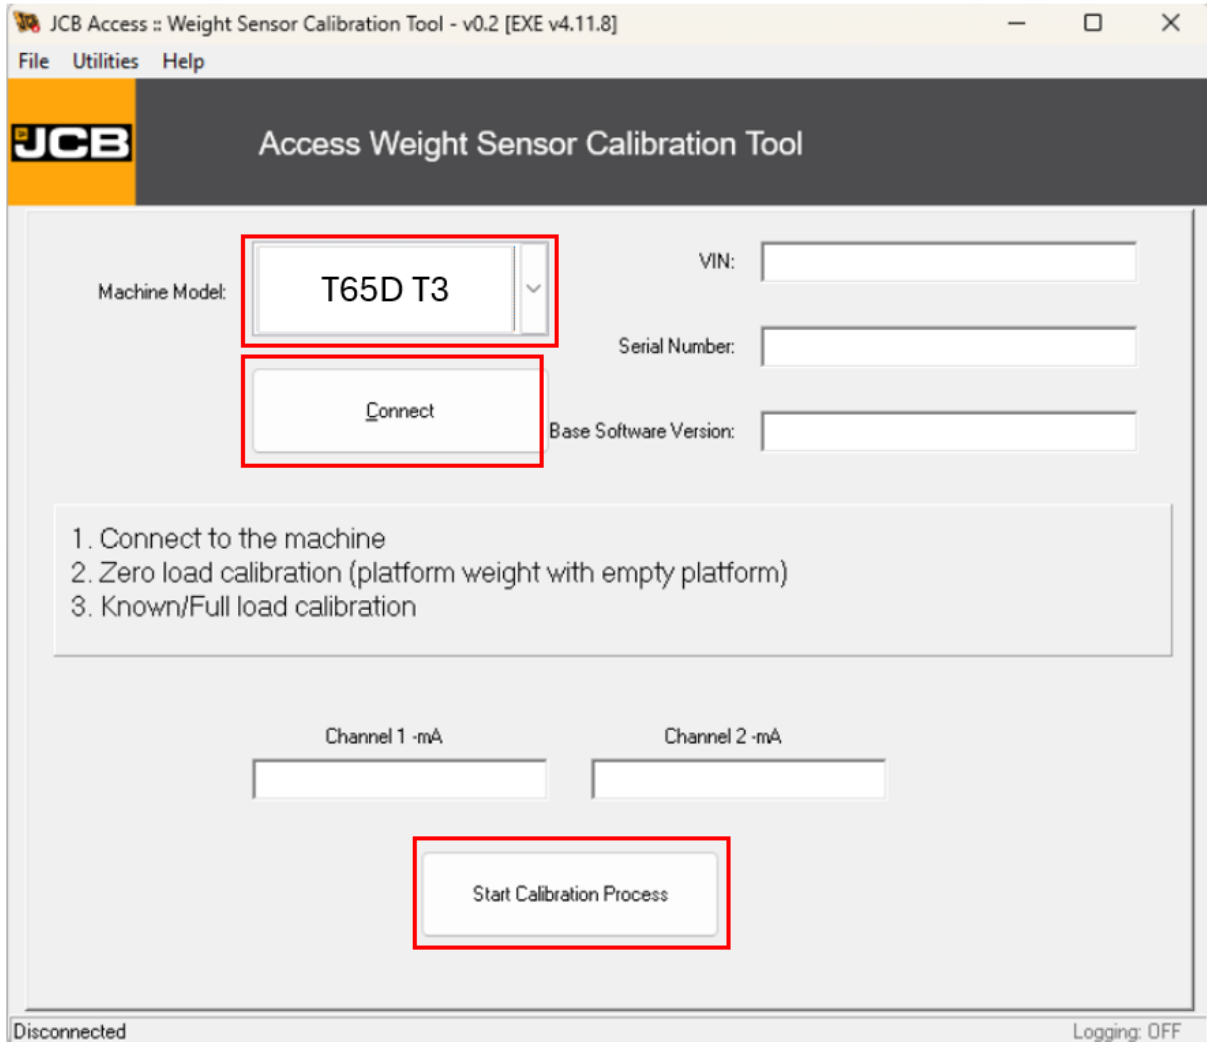 JCB Access :: Weight Sensor Calibration Tool - v0.2 [EXE v4.11.8]
File Utilities Help
JCB
Access Weight Sensor Calibration Tool
Machine Model:
T65D T3
VIN:
Serial Number:
Connect
Base Software Version:
1. Connect to the machine
2. Zero load calibration (platform weight with empty platform)
3. Known/Full load calibration
Channel 1 -mA
Channel 2 -mA
Start Calibration Process
Disconnected
Logging: OFF